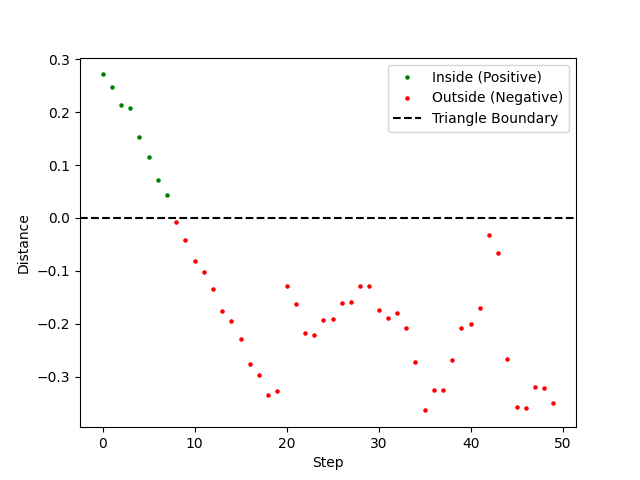 0.3
0.2
0.1
0.0
−0.1
−0.2
−0.3
Distance
Inside (Positive)
Outside (Negative)
Triangle Boundary
0 10 20 30 40 50
Step